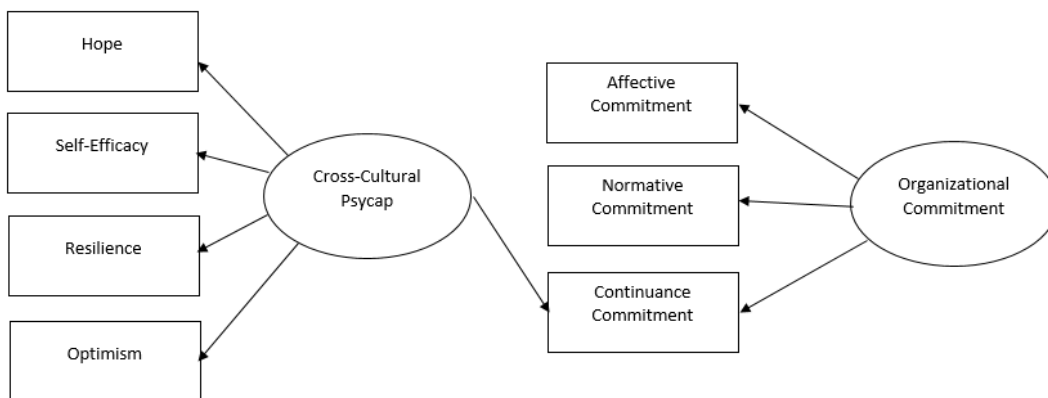 Hope
Self-Efficacy
Resilience
Optimism
Cross-Cultural
Psycap
Affective
Commitment
Normative
Commitment
Continuance
Commitment
Organizational
Commitment